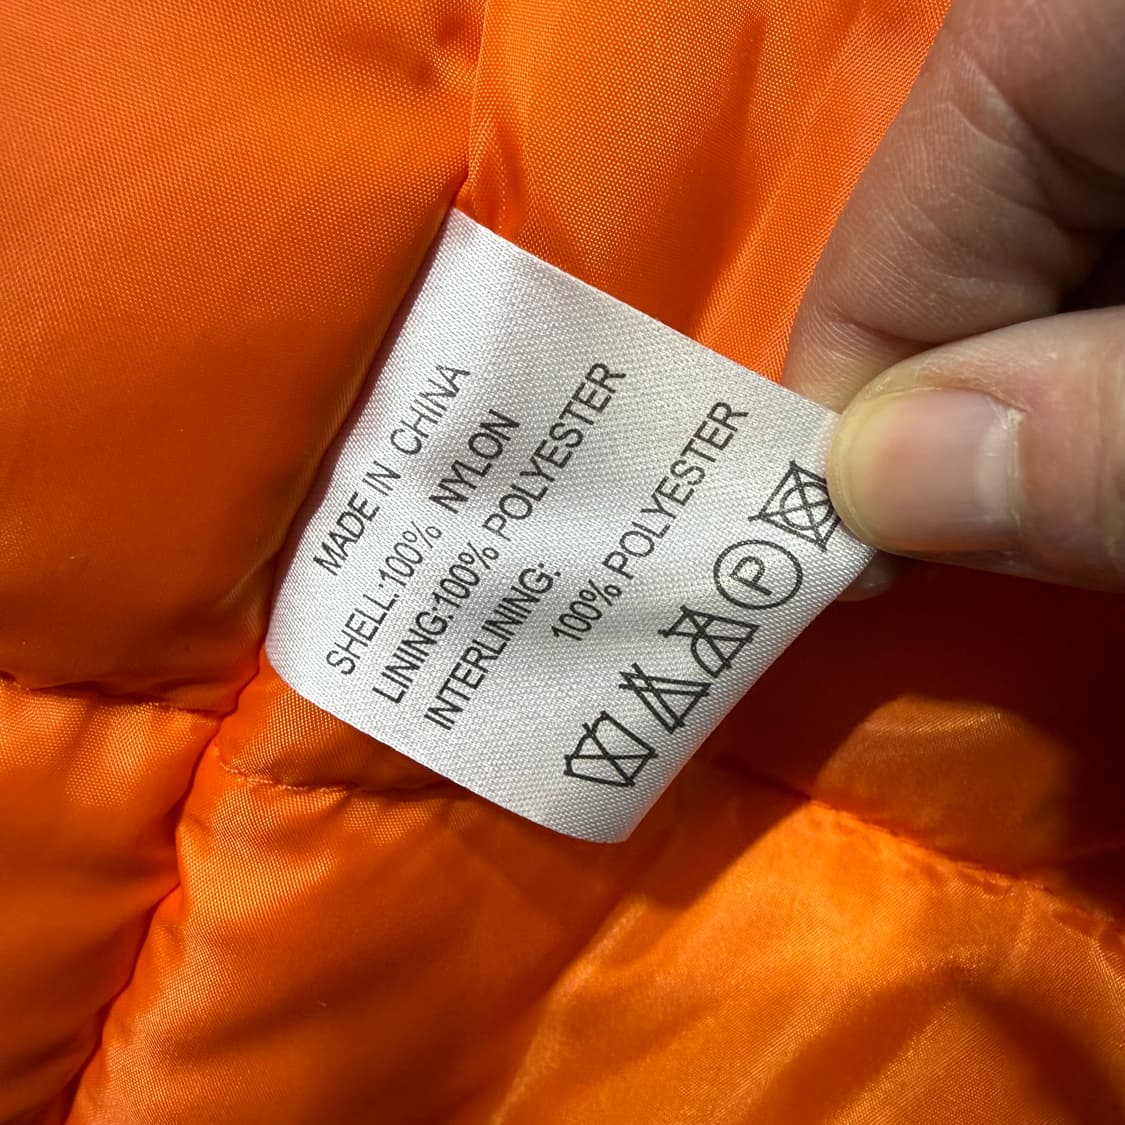 MADE IN CHINA
SHELL:100% NYLON
LINING:100% POLYESTER
INTERLINING:
100% POLYESTER
P